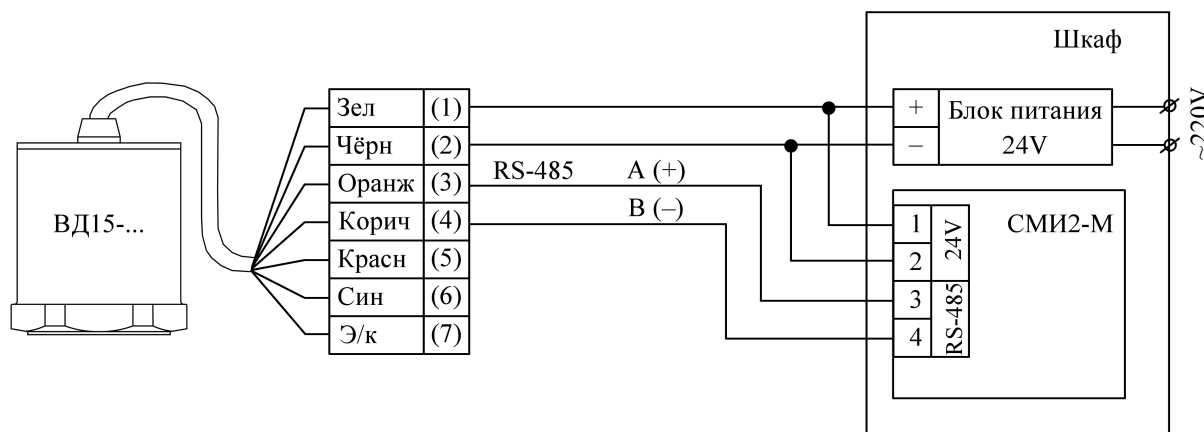 Шкаф
ВД15-...
Зел (1)
Чёрн (2)
Оранж (3)
Корич (4)
Красн (5)
Син (6)
Э/к (7)
RS-485 A (+)
B (–)
+
–
Блок питания
24V
~220V
СМИ2-М
1
2
3
4
24V
RS-485